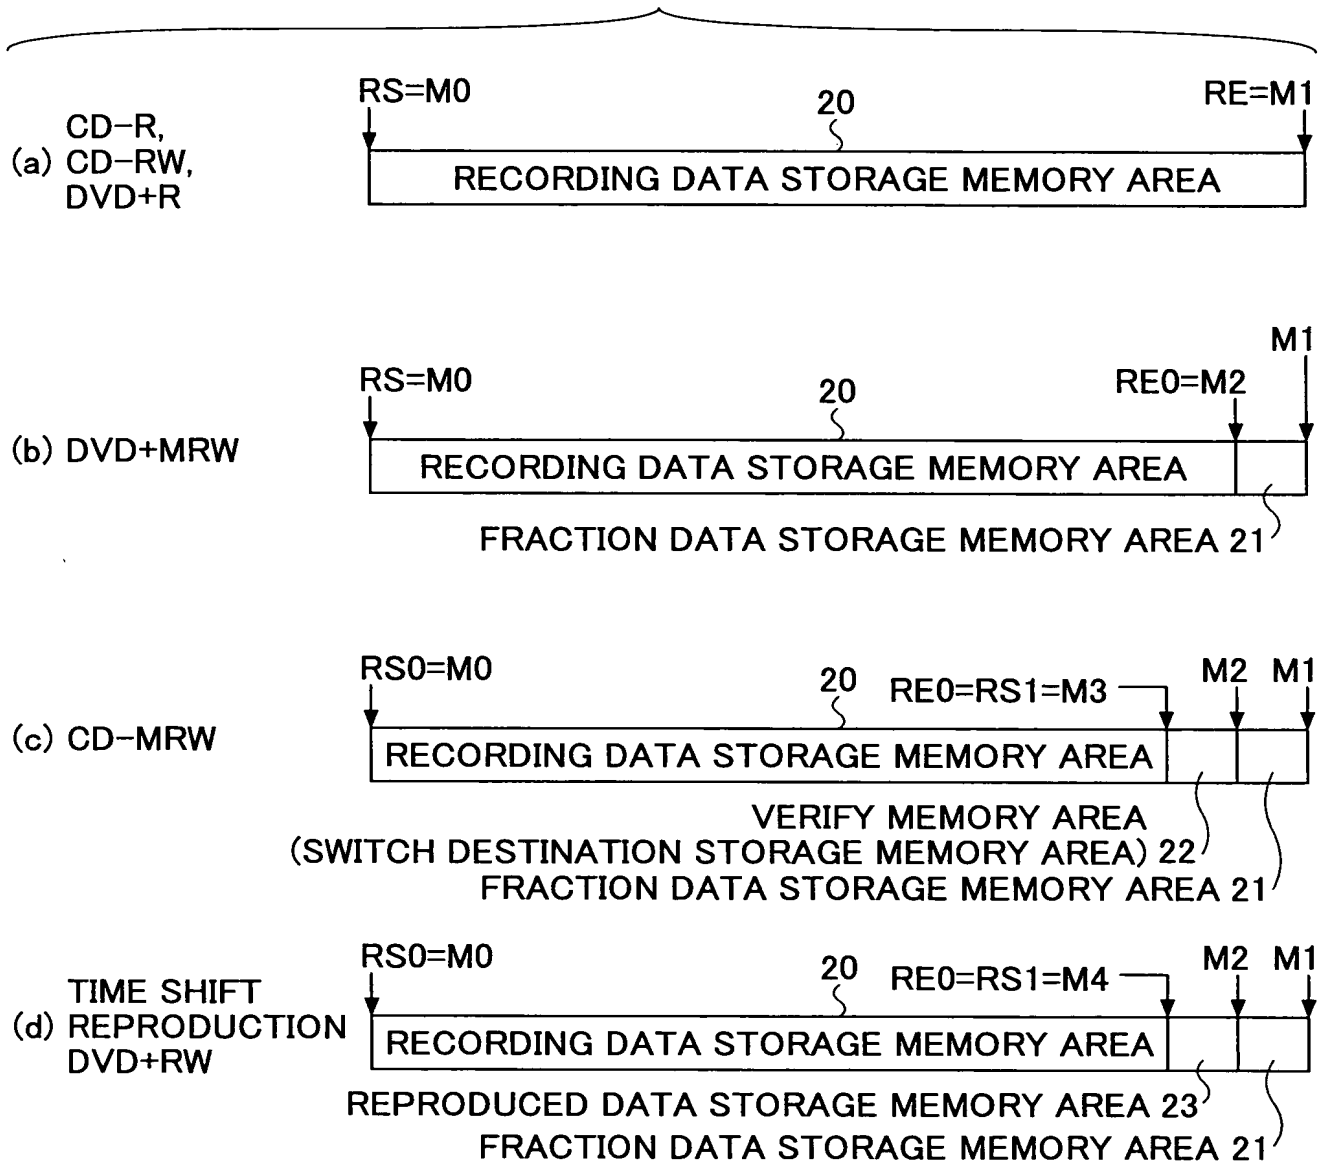 RS=M0
20
RE=M1
(a) CD-R,
CD-RW,
DVD+R
RECORDING DATA STORAGE MEMORY AREA
M1
RS=M0
20
RE0=M2
(b) DVD+MRW
RECORDING DATA STORAGE MEMORY AREA
FRACTION DATA STORAGE MEMORY AREA 21
RS0=M0
20
RE0=RS1=M3
M2
M1
(c) CD-MRW
RECORDING DATA STORAGE MEMORY AREA
VERIFY MEMORY AREA
(SWITCH DESTINATION STORAGE MEMORY AREA) 22
FRACTION DATA STORAGE MEMORY AREA 21
RS0=M0
20
RE0=RS1=M4
M2
M1
TIME SHIFT
(d) REPRODUCTION
DVD+RW
RECORDING DATA STORAGE MEMORY AREA
REPRODUCED DATA STORAGE MEMORY AREA 23
FRACTION DATA STORAGE MEMORY AREA 21